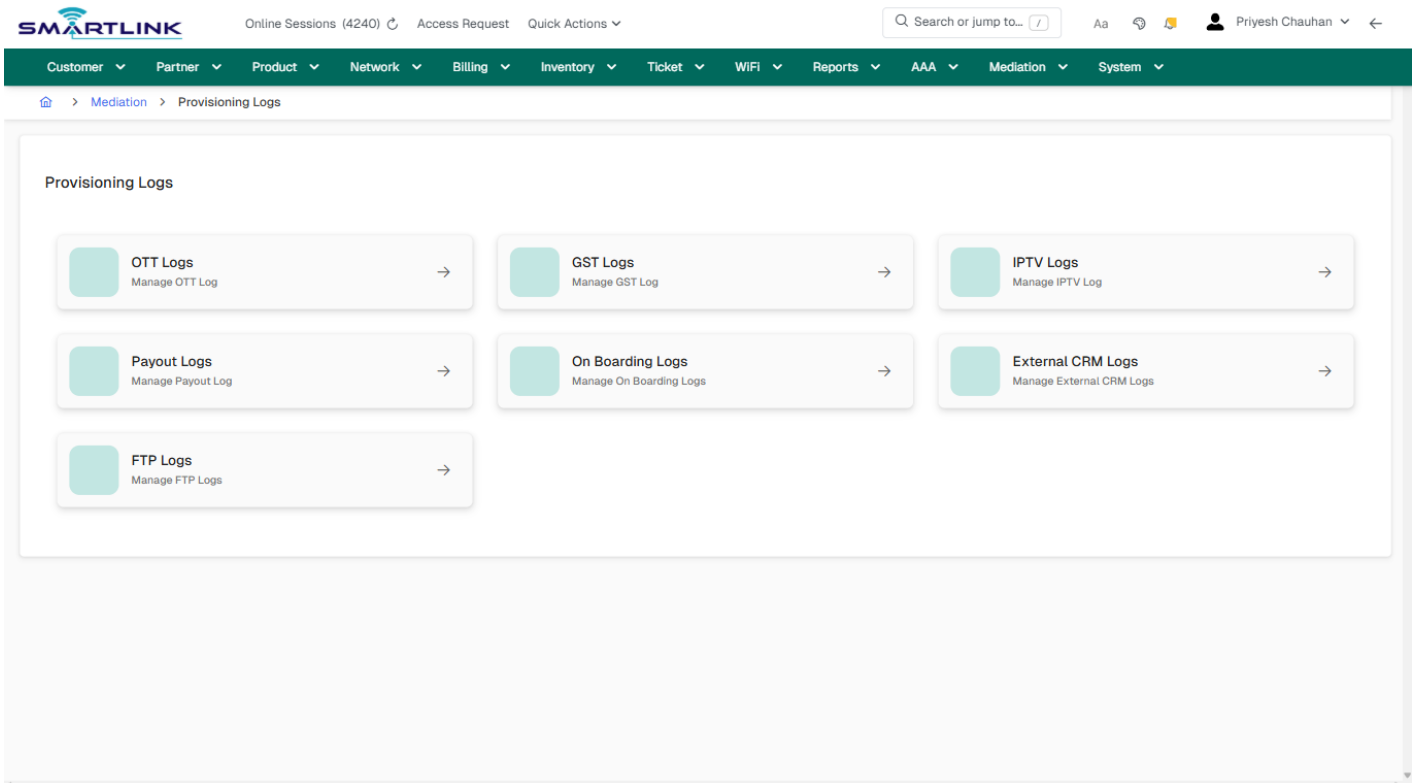 SMARTLINK Online Sessions (4240) Access Request Quick Actions Search or jump to... / Aa Priyesh Chauhan
Customer Partner Product Network Billing Inventory Ticket WiFi Reports AAA Mediation System
Mediation > Provisioning Logs
Provisioning Logs
OTT Logs
Manage OTT Log
GST Logs
Manage GST Log
IPTV Logs
Manage IPTV Log
Payout Logs
Manage Payout Log
On Boarding Logs
Manage On Boarding Logs
External CRM Logs
Manage External CRM Logs
FTP Logs
Manage FTP Logs